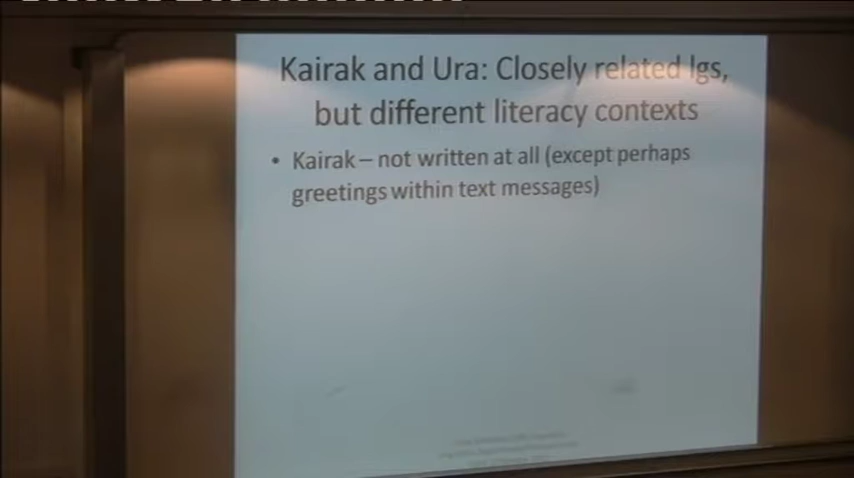 Kairak and Ura: Closely related lgs,
but different literacy contexts
• Kairak – not written at all (except perhaps
greetings within text messages)